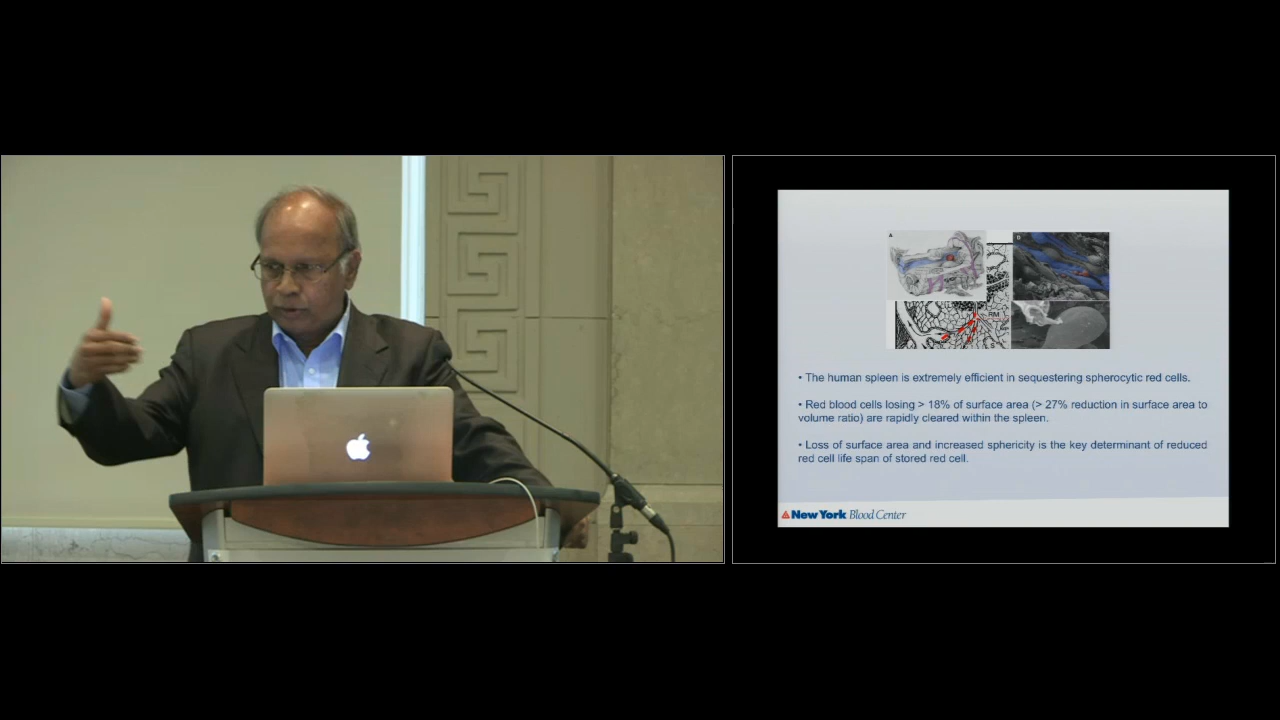 A
B
RM
• The human spleen is extremely efficient in sequestering spherocytic red cells.
• Red blood cells losing > 18% of surface area (> 27% reduction in surface area to
volume ratio) are rapidly cleared within the spleen.
• Loss of surface area and increased sphericity is the key determinant of reduced
red cell life span of stored red cell.
New York Blood Center